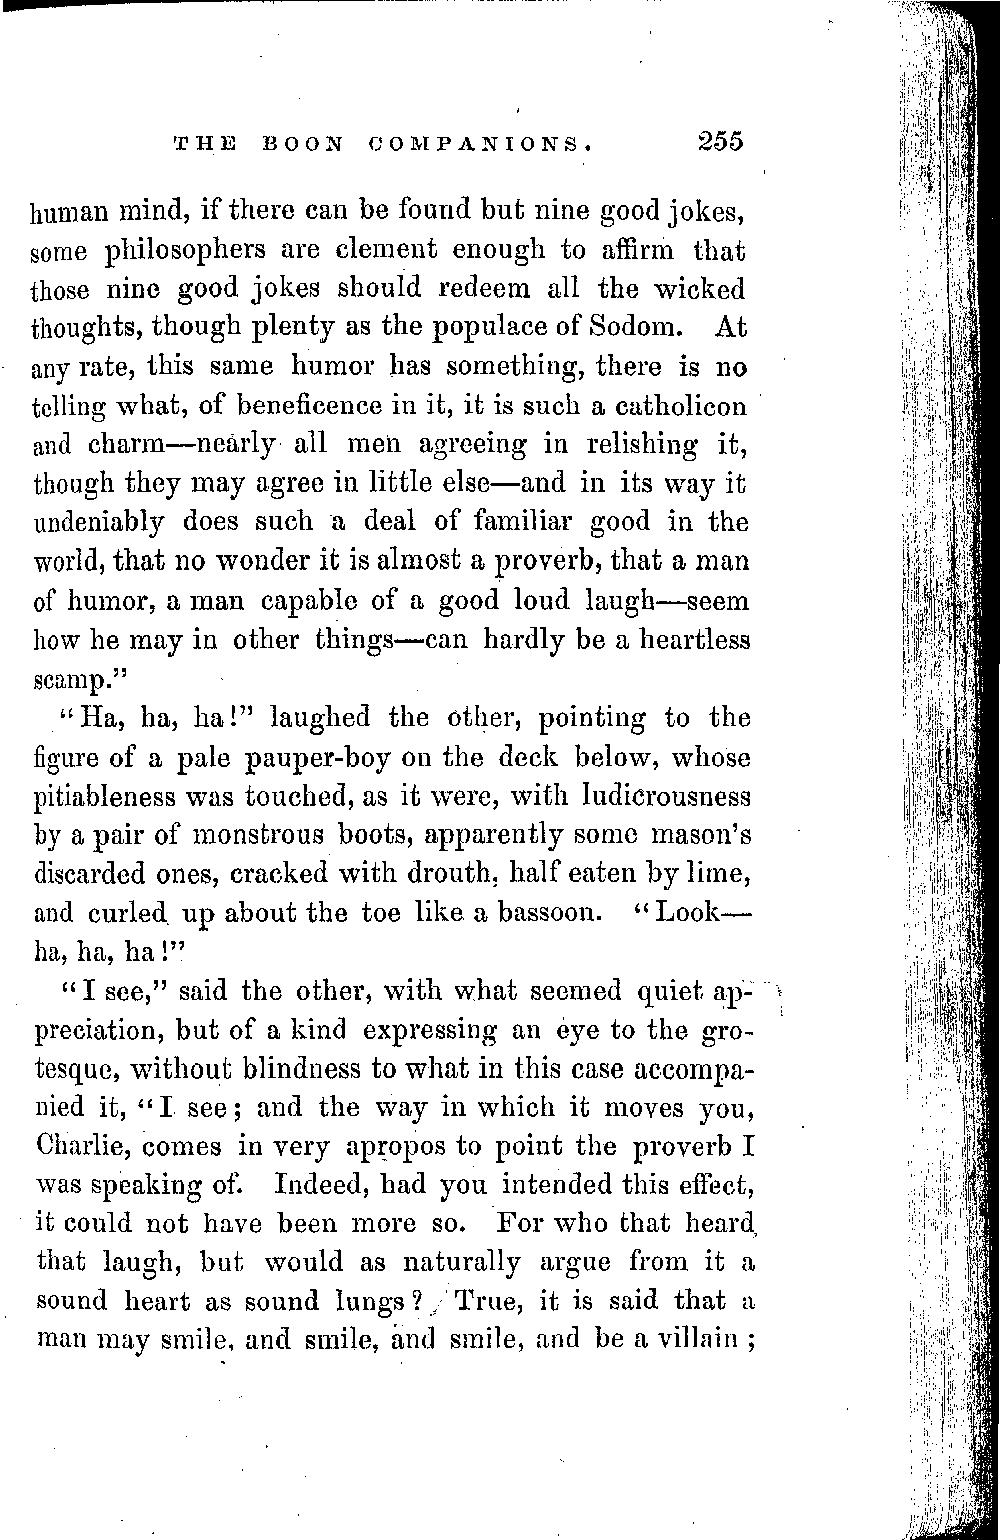 THE BOON COMPANIONS. 255
human mind, if there can be found but nine good jokes,
some philosophers are clement enough to affirm that
those nine good jokes should redeem all the wicked
thoughts, though plenty as the populace of Sodom. At
any rate, this same humor has something, there is no
telling what, of beneficence in it, it is such a catholicon
and charm—nearly all men agreeing in relishing it,
though they may agree in little else—and in its way it
undeniably does such a deal of familiar good in the
world, that no wonder it is almost a proverb, that a man
of humor, a man capable of a good loud laugh—seem
how he may in other things—can hardly be a heartless
scamp.”
“Ha, ha, ha!” laughed the other, pointing to the
figure of a pale pauper-boy on the deck below, whose
pitiableness was touched, as it were, with ludicrousness
by a pair of monstrous boots, apparently some mason’s
discarded ones, cracked with drouth, half eaten by lime,
and curled up about the toe like a bassoon. “Look—
ha, ha, ha!”
“I see,” said the other, with what seemed quiet ap-
preciation, but of a kind expressing an eye to the gro-
tesque, without blindness to what in this case accompa-
nied it, “I see; and the way in which it moves you,
Charlie, comes in very apropos to point the proverb I
was speaking of. Indeed, had you intended this effect,
it could not have been more so. For who that heard
that laugh, but would as naturally argue from it a
sound heart as sound lungs? True, it is said that a
man may smile, and smile, and smile, and be a villain;